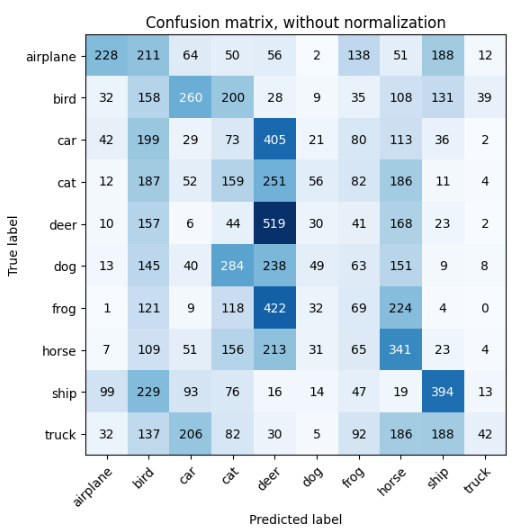 Confusion matrix, without normalization
True label
airplane 228 211 64 50 56 2 138 51 188 12
bird 32 158 260 200 28 9 35 108 131 39
car 42 199 29 73 405 21 80 113 36 2
cat 12 187 52 159 251 56 82 186 11 4
deer 10 157 6 44 519 30 41 168 23 2
dog 13 145 40 284 238 49 63 151 9 8
frog 1 121 9 118 422 32 69 224 4 0
horse 7 109 51 156 213 31 65 341 23 4
ship 99 229 93 76 16 14 47 19 394 13
truck 32 137 206 82 30 5 92 186 188 42
airplane bird car cat deer dog frog horse ship truck
Predicted label